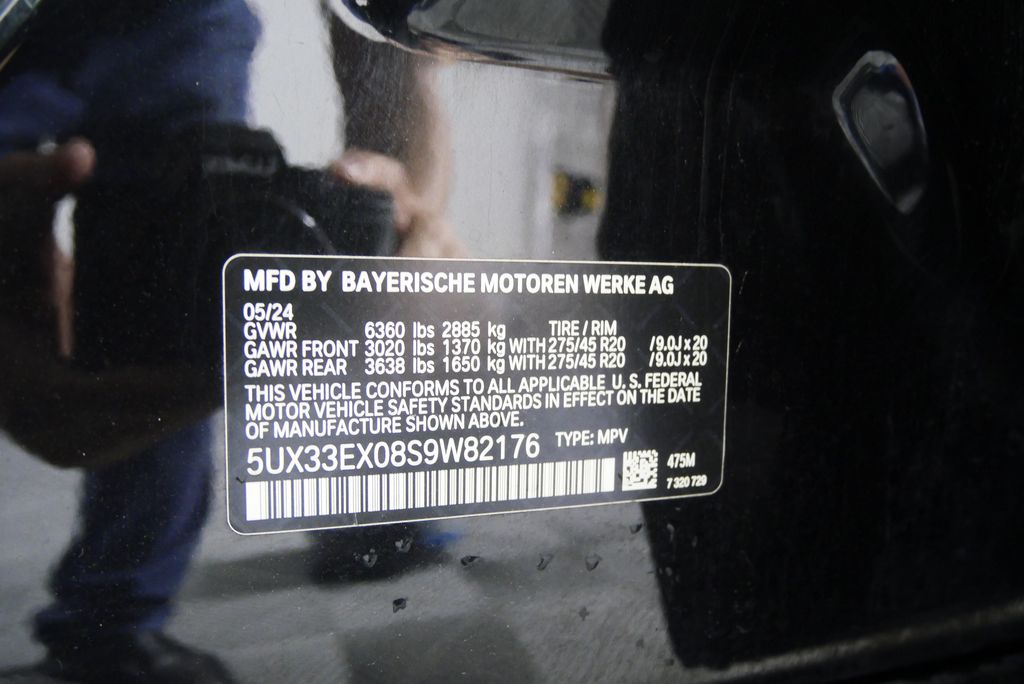 MFD BY BAYERISCHE MOTOREN WERKE AG
05/24
GVWR 6360 lbs 2885 kg TIRE / RIM
GAWR FRONT 3020 lbs 1370 kg WITH 275/45 R20 /9.0J x 20
GAWR REAR 3638 lbs 1650 kg WITH 275/45 R20 /9.0J x 20
THIS VEHICLE CONFORMS TO ALL APPLICABLE U. S. FEDERAL
MOTOR VEHICLE SAFETY STANDARDS IN EFFECT ON THE DATE
OF MANUFACTURE SHOWN ABOVE.
5UX33EX08S9W82176 TYPE: MPV
475M
7 320 729